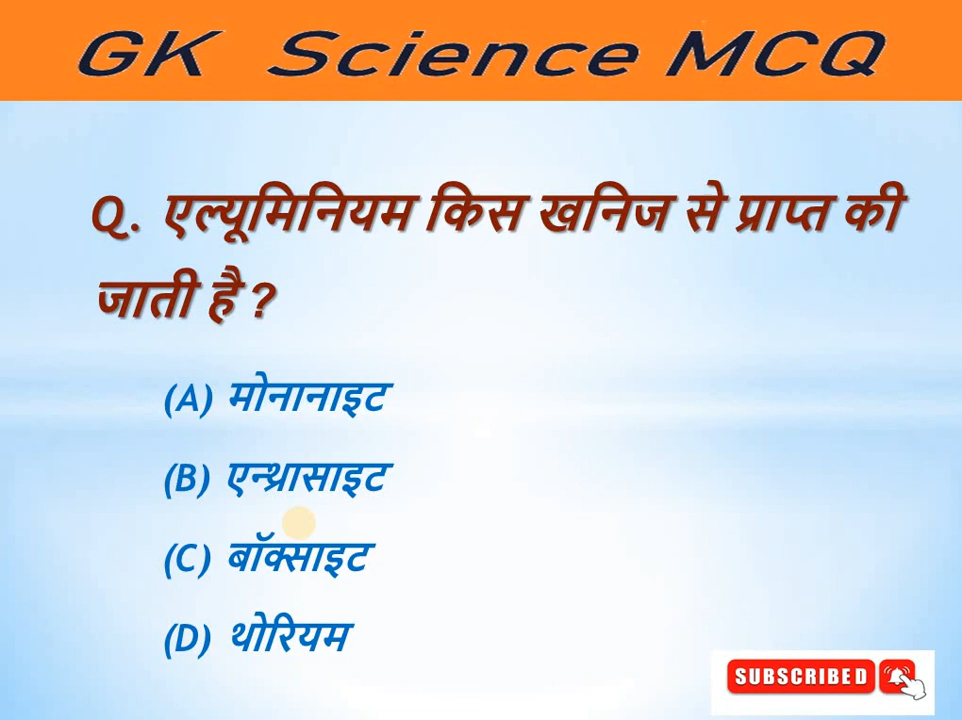 GK Science MCQ
Q. एल्यूमिनियम किस खनिज से प्राप्त की
जाती है ?
(A) मोनानाइट
(B) एन्थ्रासाइट
(C) बॉक्साइट
(D) थोरियम
SUBSCRIBED